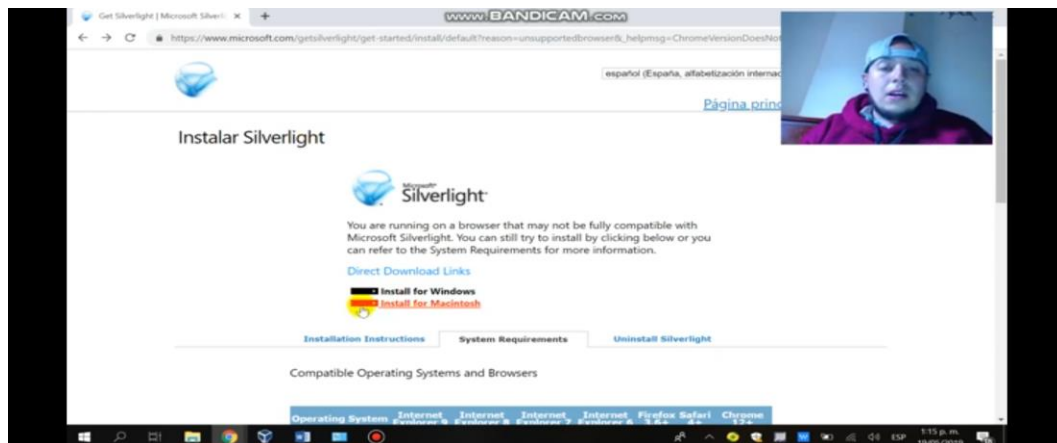 Get Silverlight | Microsoft Silverli
www.BANDICAM.com
https://www.microsoft.com/getsilverlight/get-started/install/default?reason=unsupportedbrowser&_helpmsg=ChromeVersionDoesNot
español (España, alfabetización internac
Página princ
Instalar Silverlight
Microsoft Silverlight
You are running on a browser that may not be fully compatible with
Microsoft Silverlight. You can still try to install by clicking below or you
can refer to the System Requirements for more information.
Direct Download Links
Install for Windows
Install for Macintosh
Installation Instructions System Requirements Uninstall Silverlight
Compatible Operating Systems and Browsers
Operating System Internet Explorer 9 Internet Explorer 8 Internet Explorer 7 Internet Explorer 6 Firefox 3.6+ Safari 4+ Chrome 12+
ESP
1:15 p. m.